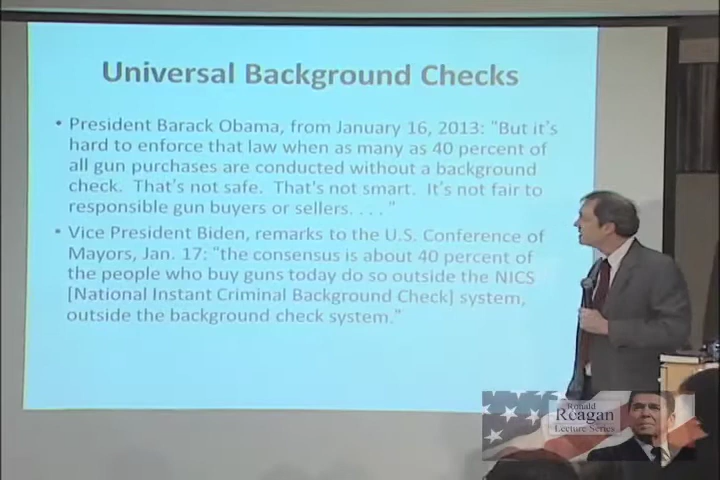 Universal Background Checks
• President Barack Obama, from January 16, 2013: "But it's
hard to enforce that law when as many as 40 percent of
all gun purchases are conducted without a background
check. That's not safe. That's not smart. It's not fair to
responsible gun buyers or sellers. . . . "
• Vice President Biden, remarks to the U.S. Conference of
Mayors, Jan. 17: "the consensus is about 40 percent of
the people who buy guns today do so outside the NICS
[National Instant Criminal Background Check] system,
outside the background check system."
Ronald
Reagan
Lecture Series